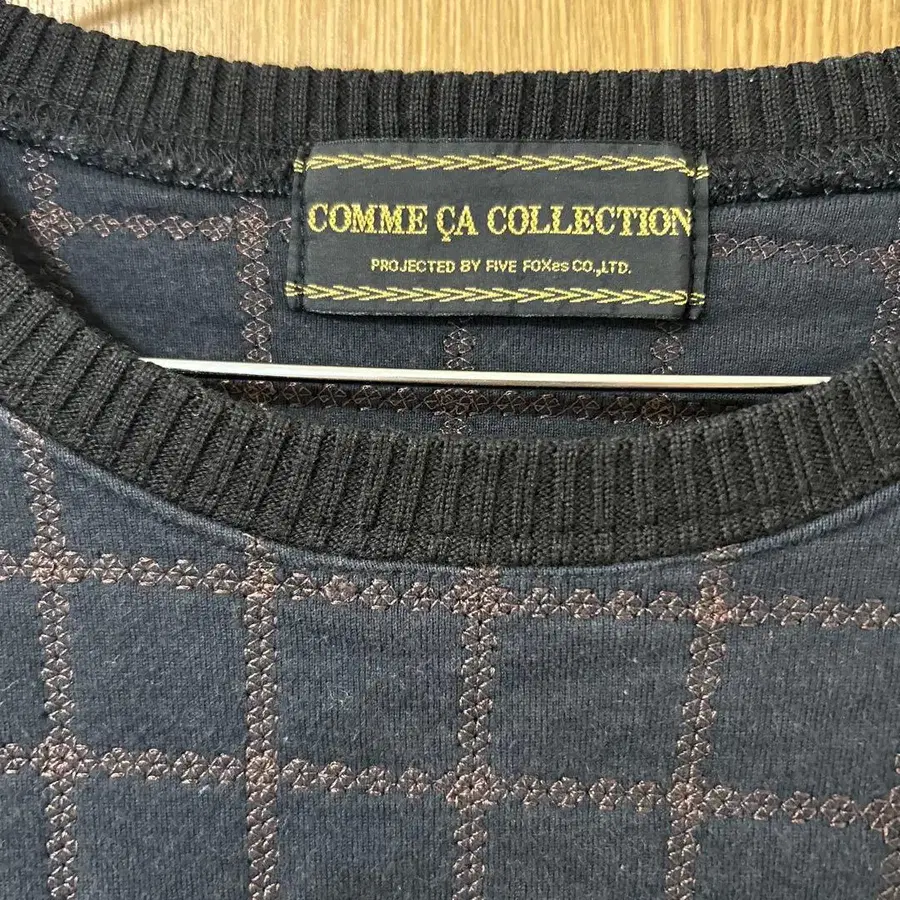 COMME ÇA COLLECTION
PROJECTED BY FIVE FOXes CO.,LTD.